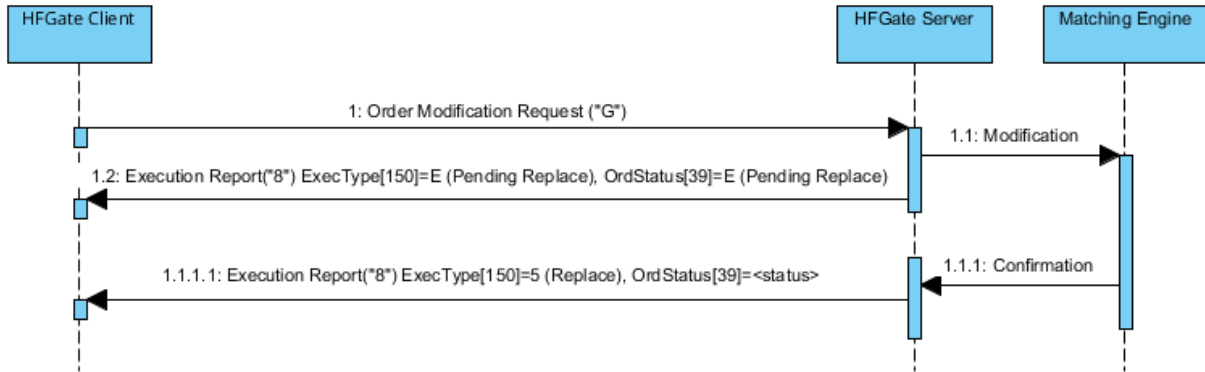 HFGate Client
HFGate Server
Matching Engine
1: Order Modification Request ("G")
1.1: Modification
1.2: Execution Report("8") ExecType[150]=E (Pending Replace), OrdStatus[39]=E (Pending Replace)
1.1.1: Confirmation
1.1.1.1: Execution Report("8") ExecType[150]=5 (Replace), OrdStatus[39]=<status>